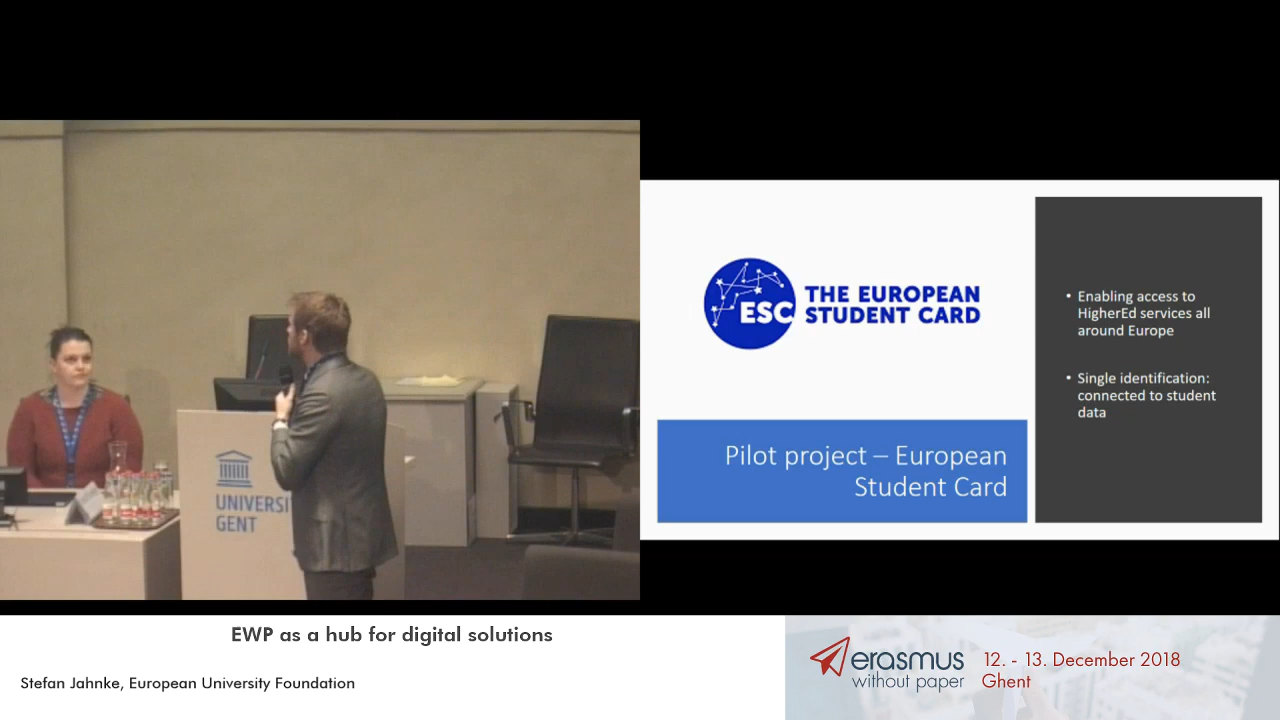 UNIVERSI
GENT
ESC
THE EUROPEAN
STUDENT CARD
Pilot project – European
Student Card
• Enabling access to
HigherEd services all
around Europe
• Single identification:
connected to student
data
EWP as a hub for digital solutions
Stefan Jahnke, European University Foundation
erasmus
without paper
12. - 13. December 2018
Ghent